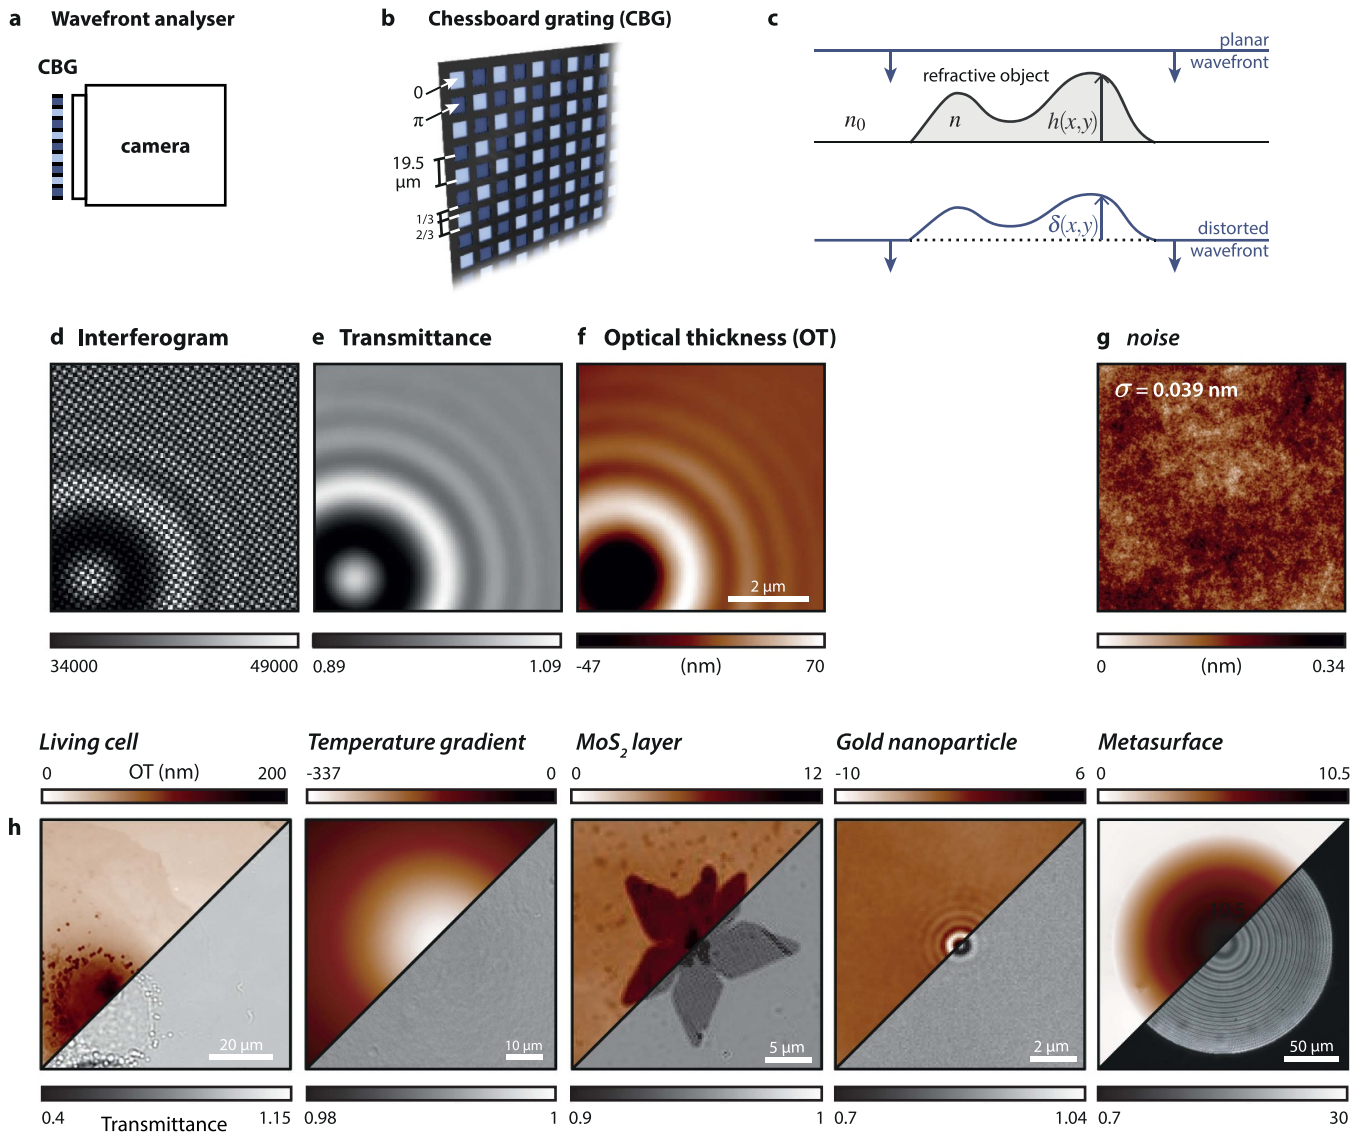 a Wavefront analyser
CBG
camera
b Chessboard grating (CBG)
0
π
19.5
μm
1/3
2/3
c
planar
wavefront
refractive object
n₀
n
h(x,y)
δ(x,y)
distorted
wavefront
d Interferogram
34000 49000
e Transmittance
0.89 1.09
f Optical thickness (OT)
2 μm
-47 (nm) 70
g noise
σ = 0.039 nm
0 (nm) 0.34
h
Living cell
0 OT (nm) 200
20 μm
0.4 1.15
Transmittance
Temperature gradient
-337 0
10 μm
0.98 1
MoS₂ layer
0 12
5 μm
0.9 1
Gold nanoparticle
-10 6
2 μm
0.7 1.04
Metasurface
0 10.5
50 μm
0.7 30